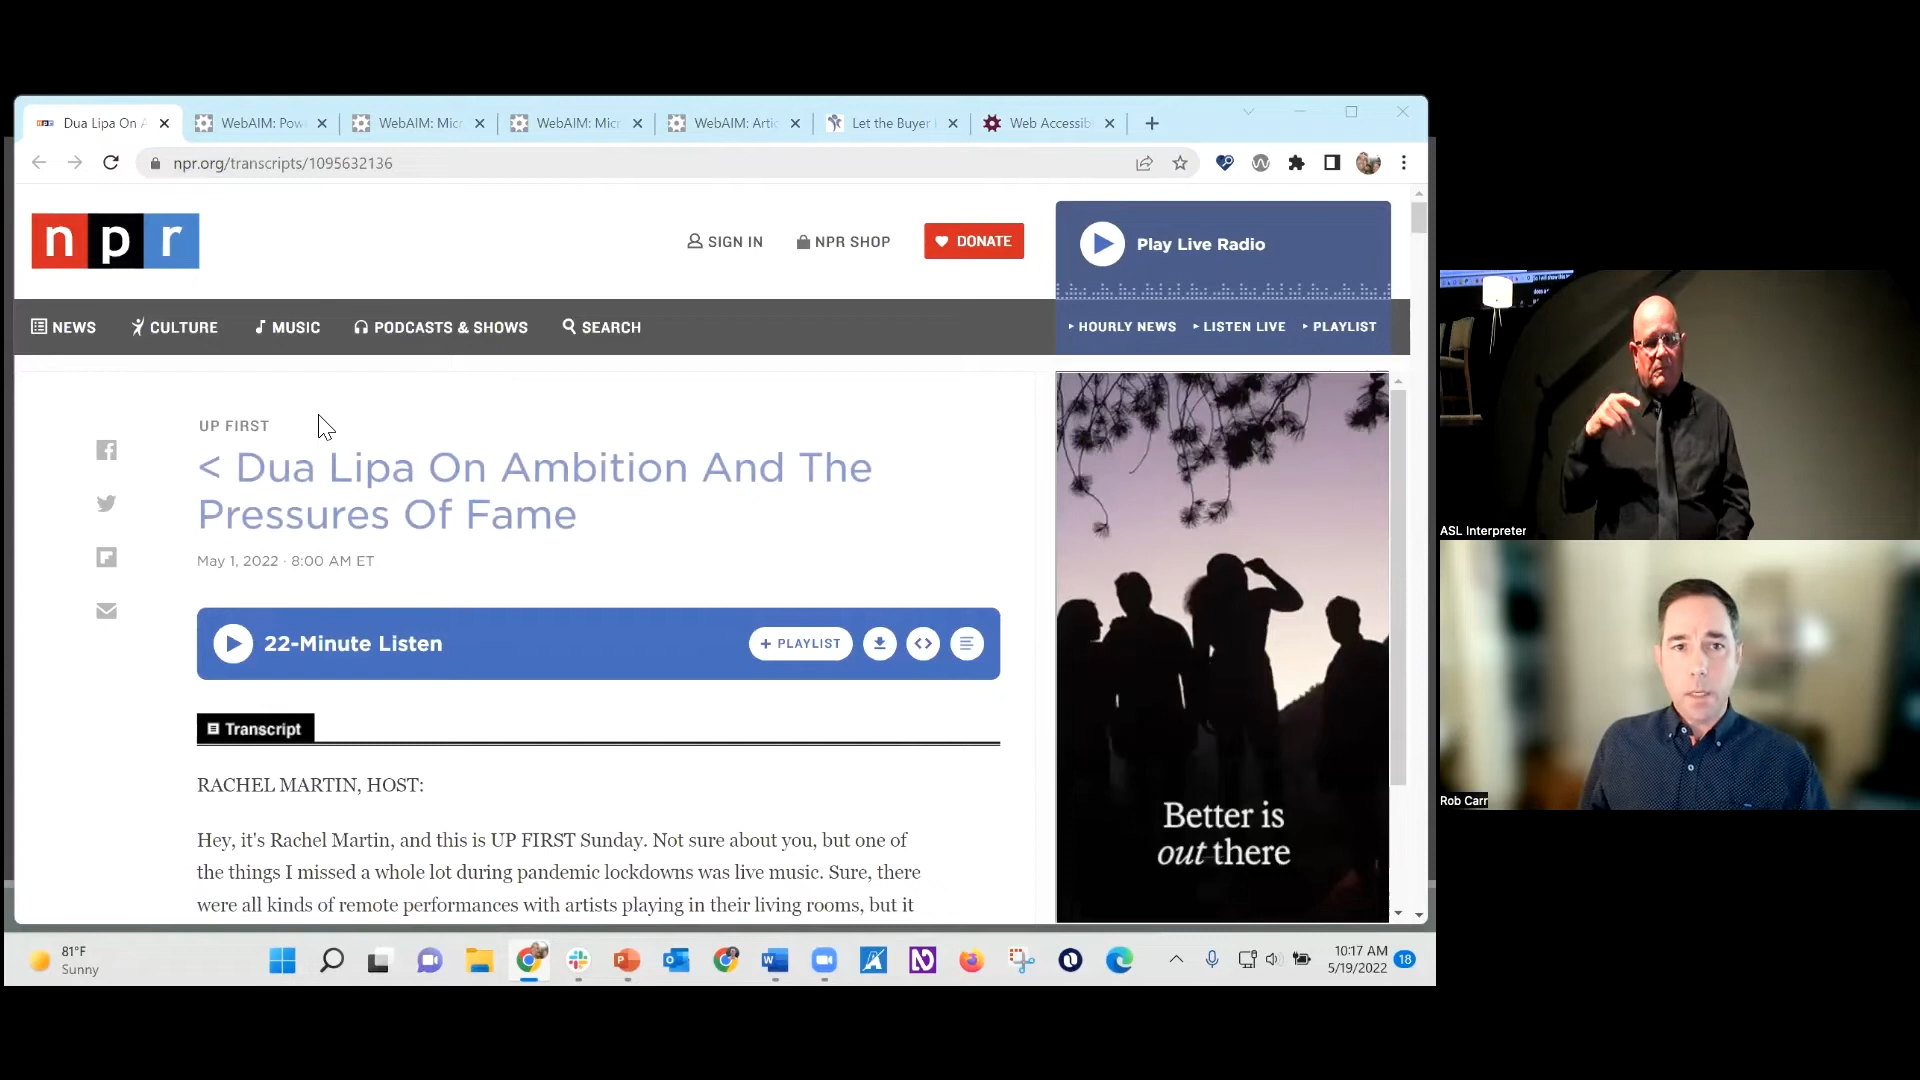 Dua Lipa On A
WebAIM: Pow
WebAIM: Micr
WebAIM: Micr
WebAIM: Artic
Let the Buyer
Web Accessib
npr.org/transcripts/1095632136
npr
SIGN IN
NPR SHOP
DONATE
Play Live Radio
NEWS
CULTURE
MUSIC
PODCASTS & SHOWS
SEARCH
HOURLY NEWS
LISTEN LIVE
PLAYLIST
UP FIRST
< Dua Lipa On Ambition And The
Pressures Of Fame
May 1, 2022 · 8:00 AM ET
22-Minute Listen
+ PLAYLIST
Transcript
RACHEL MARTIN, HOST:
Hey, it's Rachel Martin, and this is UP FIRST Sunday. Not sure about you, but one of
the things I missed a whole lot during pandemic lockdowns was live music. Sure, there
were all kinds of remote performances with artists playing in their living rooms, but it
Better is
out there
ASL Interpreter
Rob Carr
81°F
Sunny
10:17 AM
5/19/2022
18